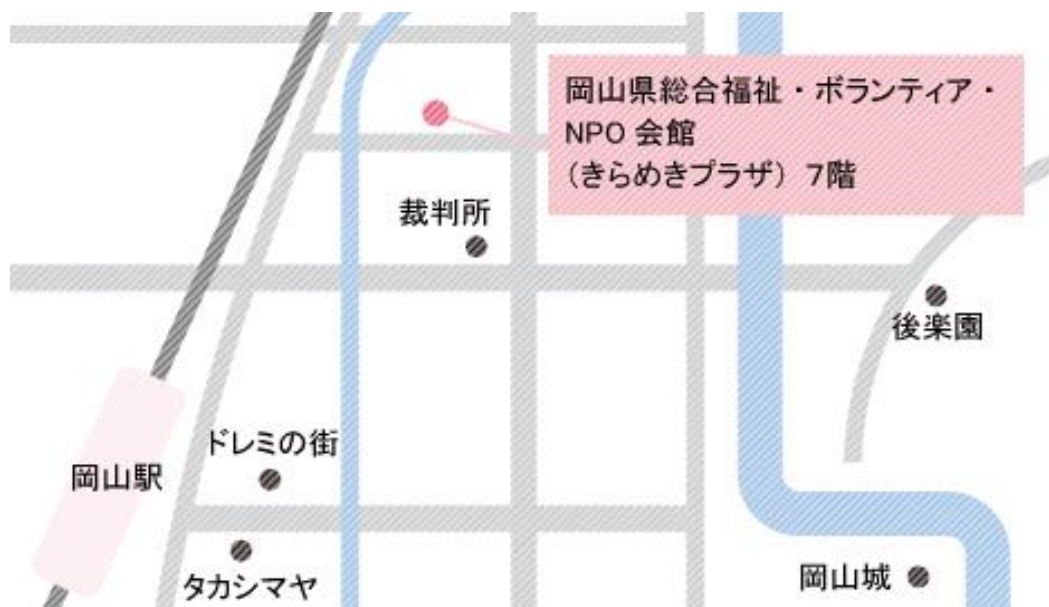 岡山県総合福祉・ボランティア・
NPO 会館
（きらめきプラザ）７階
裁判所
後楽園
ドレミの街
岡山駅
タカシマヤ
岡山城